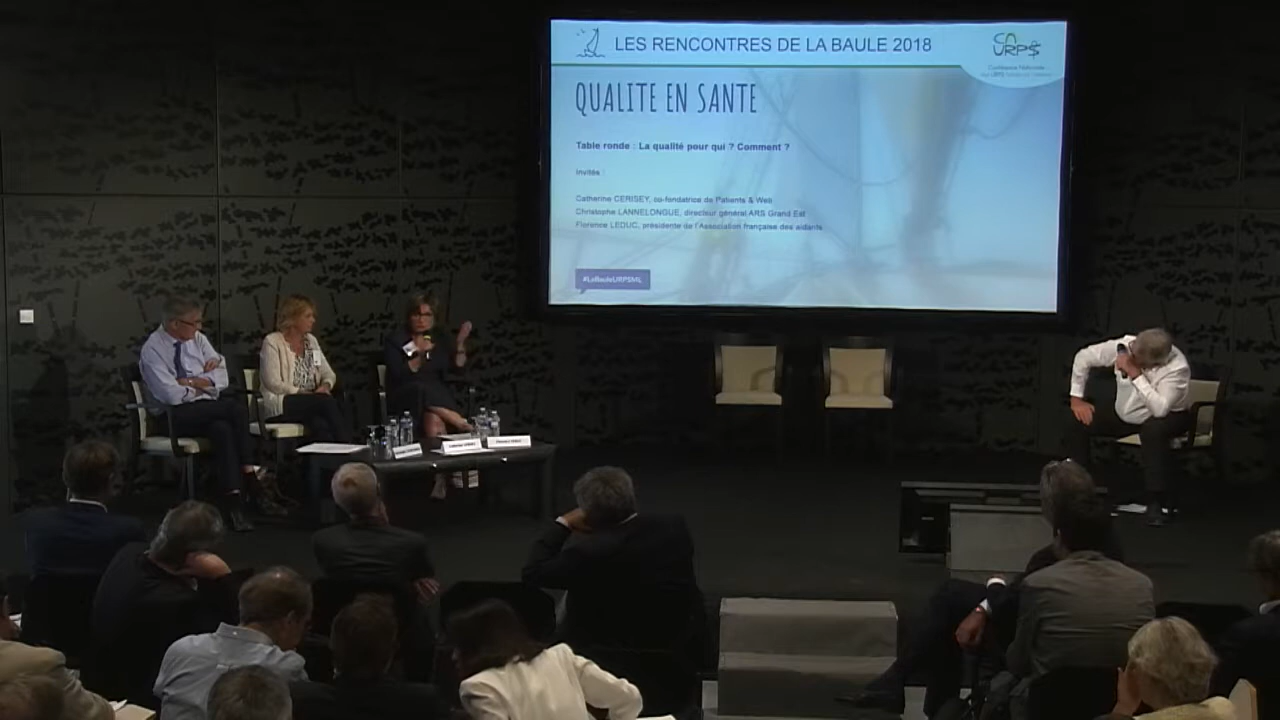 LES RENCONTRES DE LA BAULE 2018
CN URPS
QUALITE EN SANTE
Table ronde : La qualité pour qui ? Comment ?
Invités :
Catherine CERISEY, co-fondatrice de Patients & Web
Christophe LANNELONGUE, directeur général ARS Grand Est
Florence LEDUC, présidente de l'Association française des aidants
#LaBauleURPSML